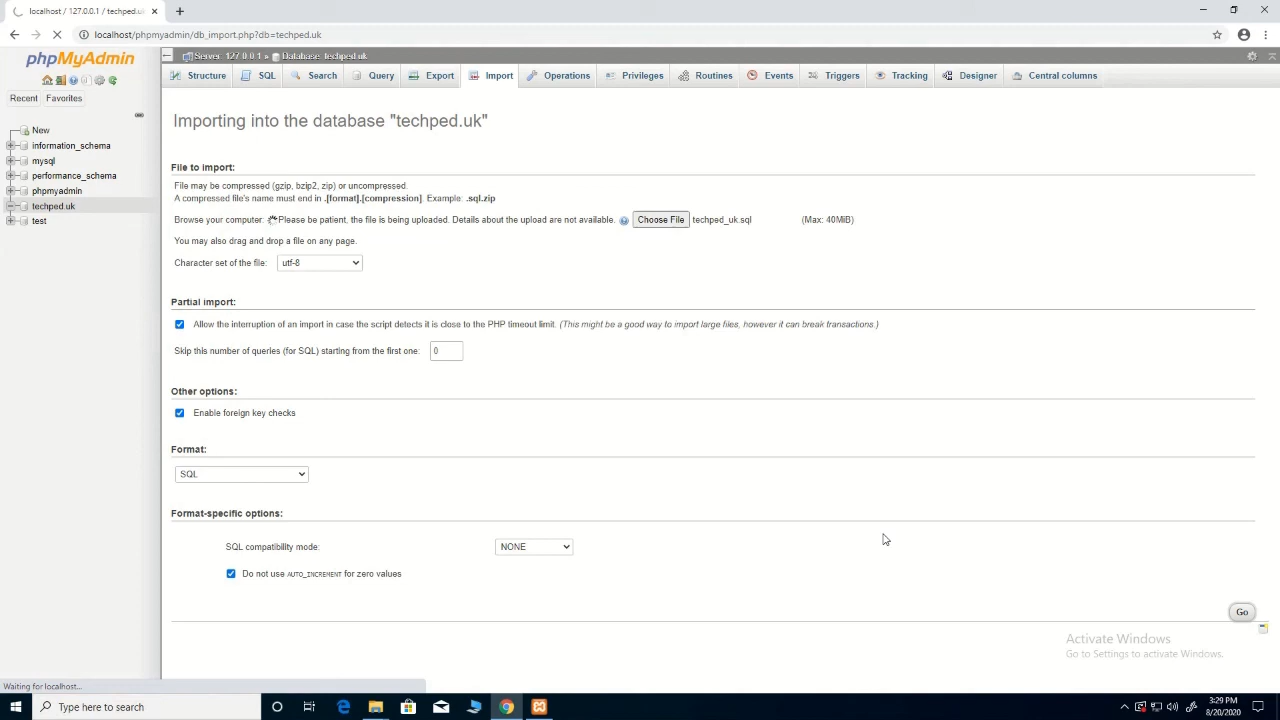 localhost / 127.0.0.1 / techped.uk
localhost/phpmyadmin/db_import.php?db=techped.uk
phpMyAdmin
Recent
Favorites
New
information_schema
mysql
performance_schema
phpmyadmin
techped.uk
test
Server: 127.0.0.1 » Database: techped.uk
Structure SQL Search Query Export Import Operations Privileges Routines Events Triggers Tracking Designer Central columns
Importing into the database "techped.uk"
File to import:
File may be compressed (gzip, bzip2, zip) or uncompressed.
A compressed file's name must end in .[format].[compression]. Example: .sql.zip
Browse your computer: Please be patient, the file is being uploaded. Details about the upload are not available. Choose File techped_uk.sql (Max: 40MiB)
You may also drag and drop a file on any page.
Character set of the file: utf-8
Partial import:
Allow the interruption of an import in case the script detects it is close to the PHP timeout limit. (This might be a good way to import large files, however it can break transactions.)
Skip this number of queries (for SQL) starting from the first one: 0
Other options:
Enable foreign key checks
Format:
SQL
Format-specific options:
SQL compatibility mode: NONE
Do not use AUTO_INCREMENT for zero values
Go
Activate Windows
Go to Settings to activate Windows.
Waiting for localhost...
Type here to search
3:29 PM
8/20/2020